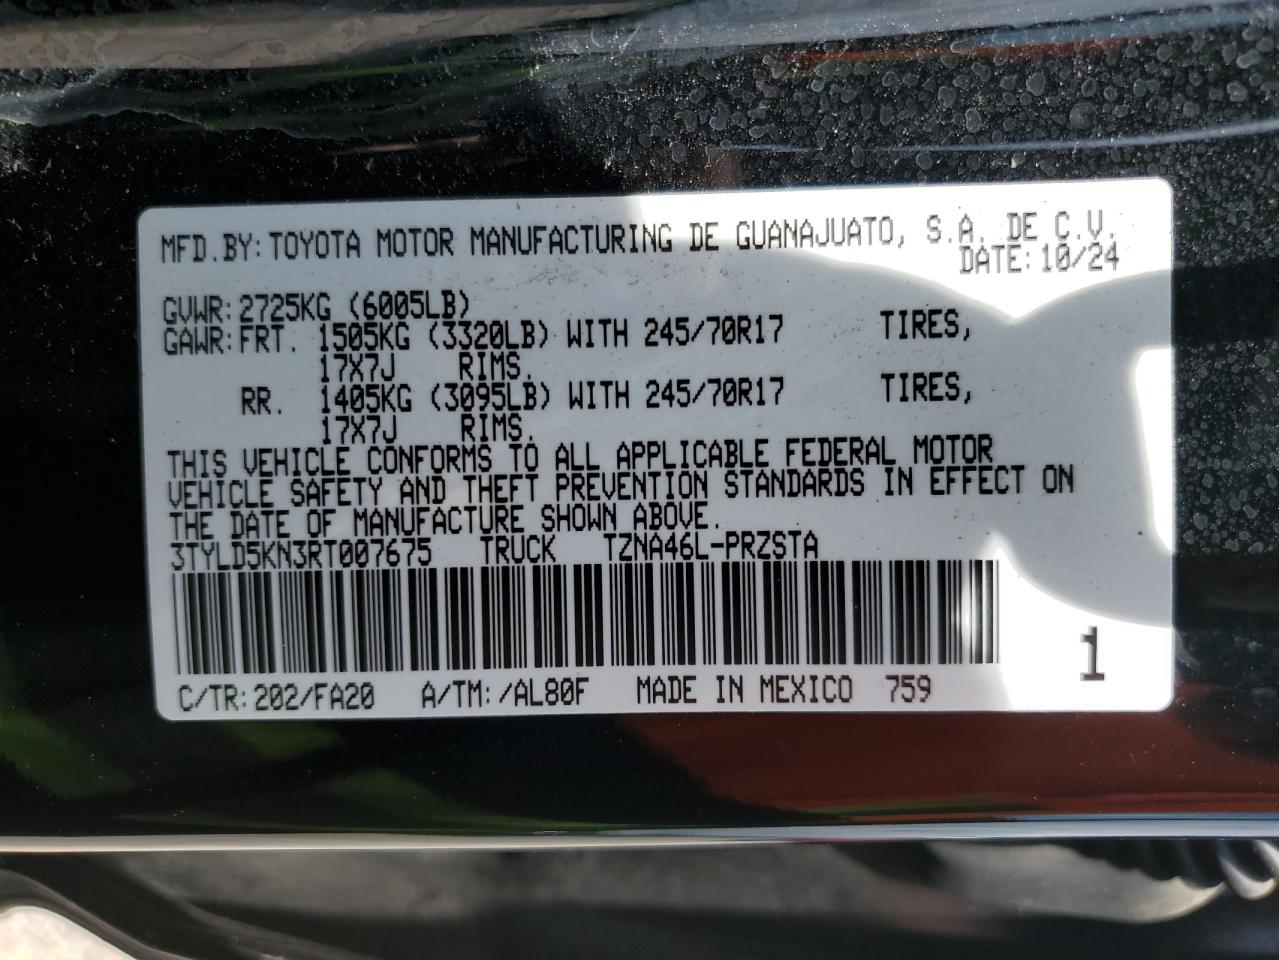 MFD.BY: TOYOTA MOTOR MANUFACTURING DE GUANAJUATO, S.A. DE C.V.
DATE: 10/24
GVWR: 2725KG (6005LB)
GAWR: FRT. 1505KG (3320LB) WITH 245/70R17 TIRES,
17X7J RIMS.
RR. 1405KG (3095LB) WITH 245/70R17 TIRES,
17X7J RIMS.
THIS VEHICLE CONFORMS TO ALL APPLICABLE FEDERAL MOTOR
VEHICLE SAFETY AND THEFT PREVENTION STANDARDS IN EFFECT ON
THE DATE OF MANUFACTURE SHOWN ABOVE.
3TYLD5KN3RT007675 TRUCK TZNA46L-PRZSTA
1
C/TR: 202/FA20 A/TM: /AL80F MADE IN MEXICO 759